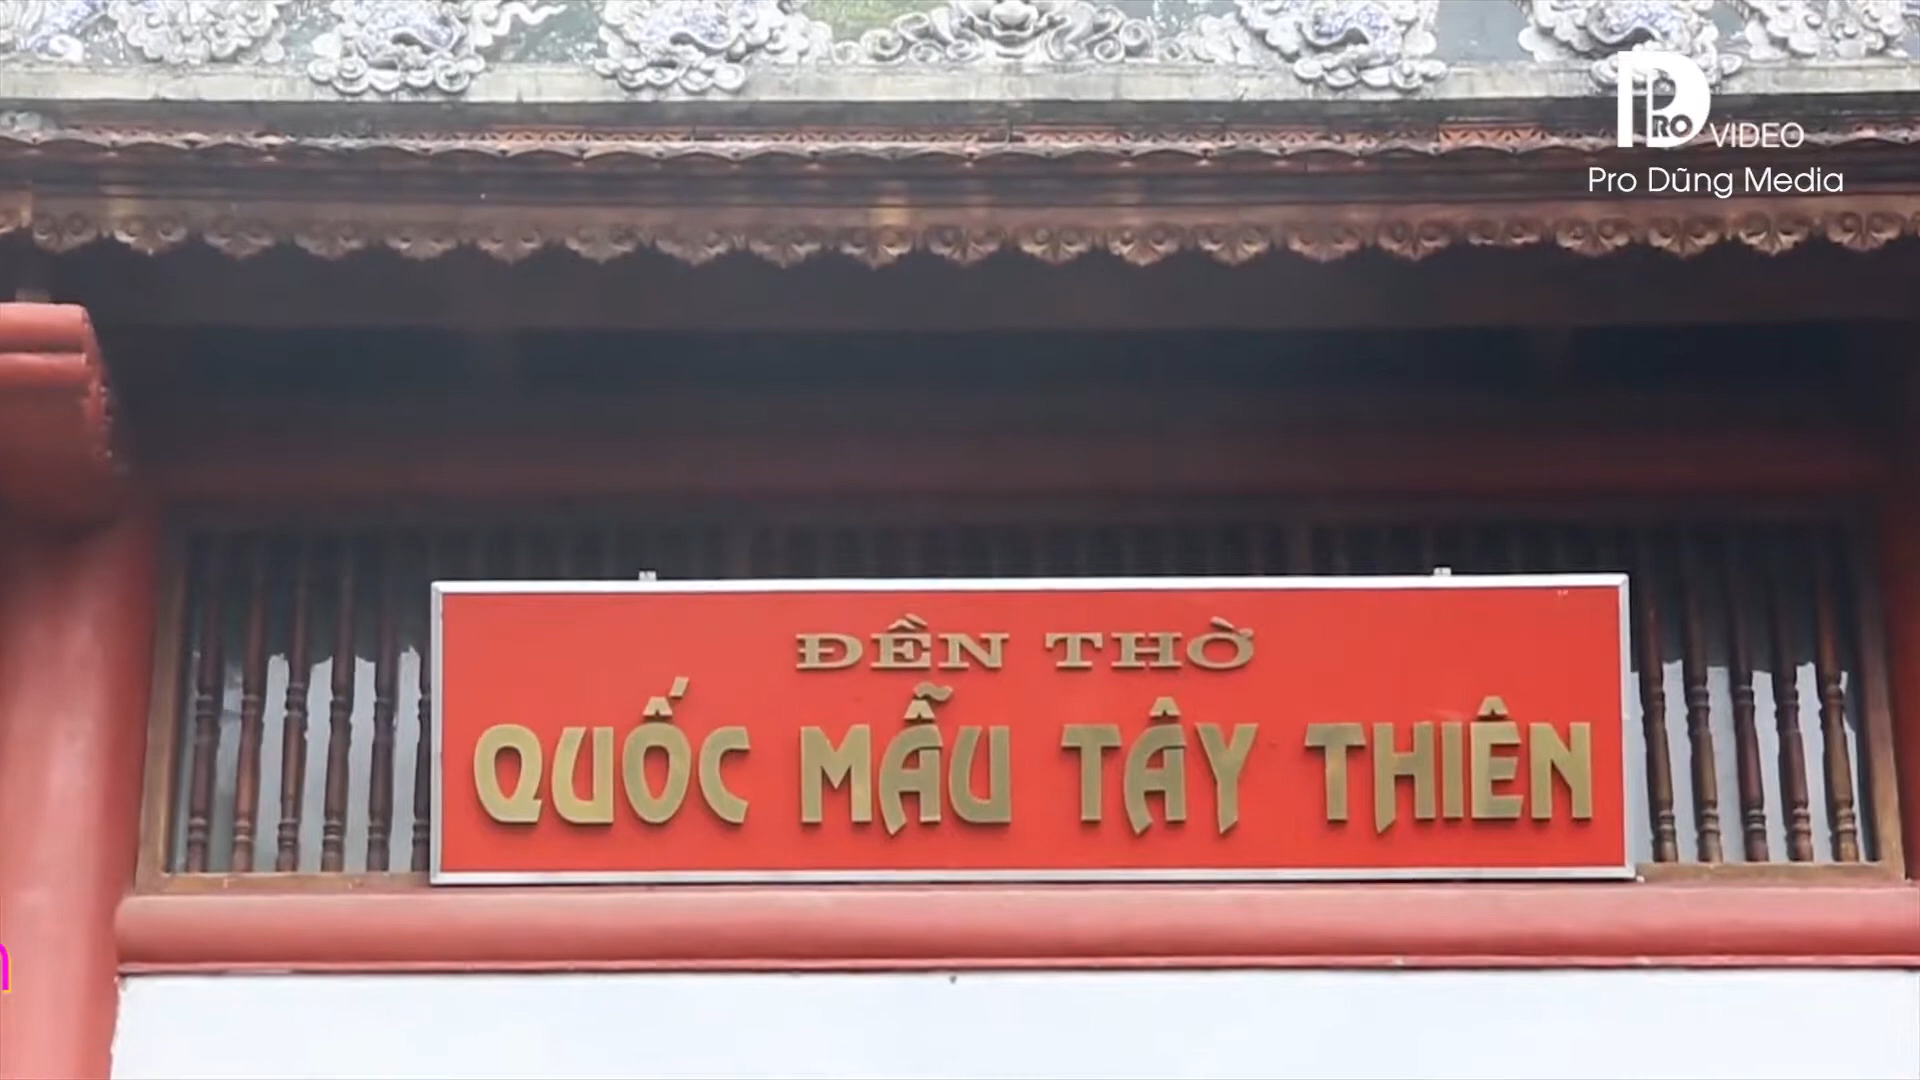 PRO VIDEO
Pro Dũng Media
ĐỀN THỜ
QUỐC MẪU TÂY THIÊN